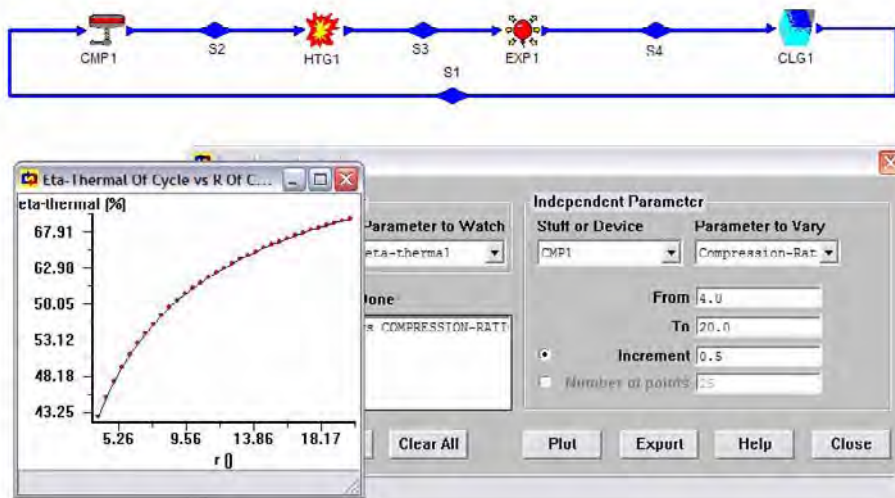 CMP1
S2
HTG1
S3
EXP1
S4
CLG1
S1
Eta-Thermal Of Cycle vs R Of C...
eta-thermal [%]
67.91
62.98
58.05
53.12
48.18
43.25
5.26 9.56 13.86 18.17
r []
Parameter to Watch
eta-thermal
vs COMPRESSION-RATIO
Clear All
Independent Parameter
Stuff or Device
Parameter to Vary
CMP1
Compression-Rat
From 4.0
To 20.0
Increment 0.5
Number of points 25
Plot
Export
Help
Close